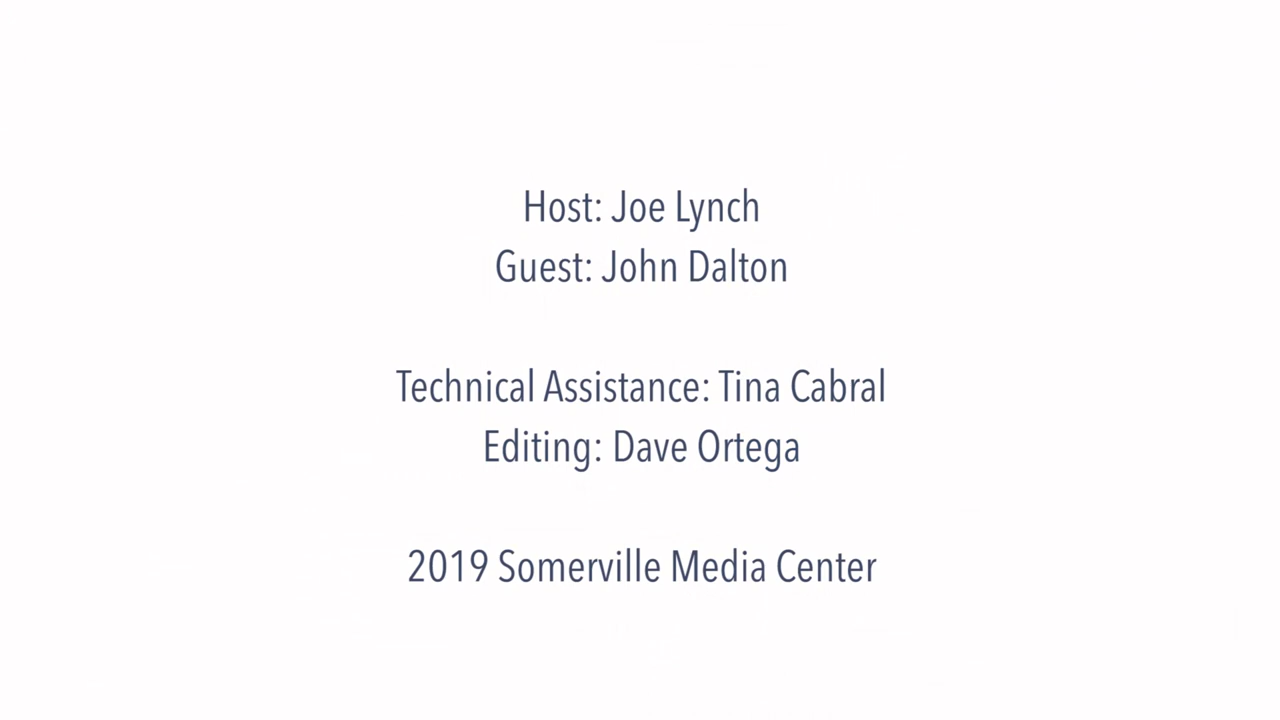 Host: Joe Lynch
Guest: John Dalton
Technical Assistance: Tina Cabral
Editing: Dave Ortega
2019 Somerville Media Center